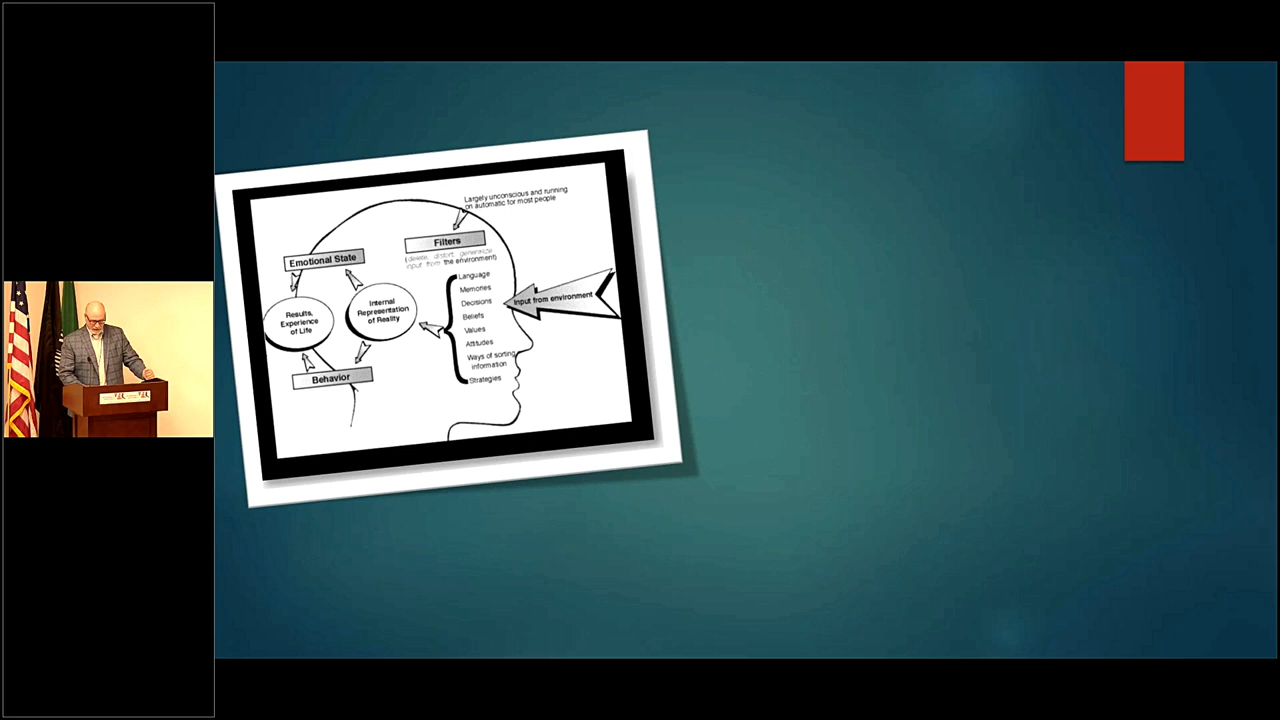 Largely unconscious and running
on automatic for most people
Filters
(delete, distort, generalize
input from the environment)
Emotional State
Language
Memories
Decisions
Beliefs
Values
Attitudes
Ways of sorting
information
Strategies
Input from environment
Internal
Representation
of Reality
Results,
Experience
of Life
Behavior